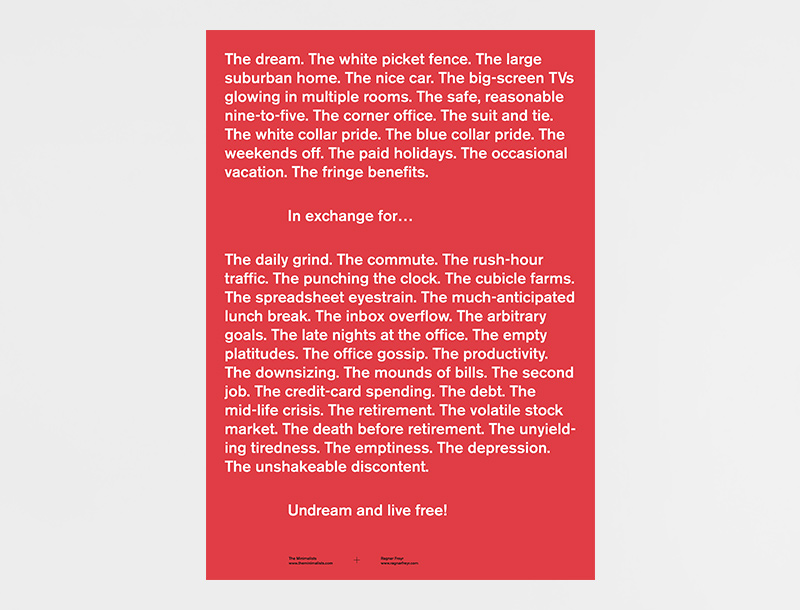 The dream. The white picket fence. The large
suburban home. The nice car. The big-screen TVs
glowing in multiple rooms. The safe, reasonable
nine-to-five. The corner office. The suit and tie.
The white collar pride. The blue collar pride. The
weekends off. The paid holidays. The occasional
vacation. The fringe benefits.
In exchange for…
The daily grind. The commute. The rush-hour
traffic. The punching the clock. The cubicle farms.
The spreadsheet eyestrain. The much-anticipated
lunch break. The inbox overflow. The arbitrary
goals. The late nights at the office. The empty
platitudes. The office gossip. The productivity.
The downsizing. The mounds of bills. The second
job. The credit-card spending. The debt. The
mid-life crisis. The retirement. The volatile stock
market. The death before retirement. The unyield-
ing tiredness. The emptiness. The depression.
The unshakeable discontent.
Undream and live free!
The Minimalists
www.theminimalists.com
Ragnar Freyr
www.ragnarfreyr.com